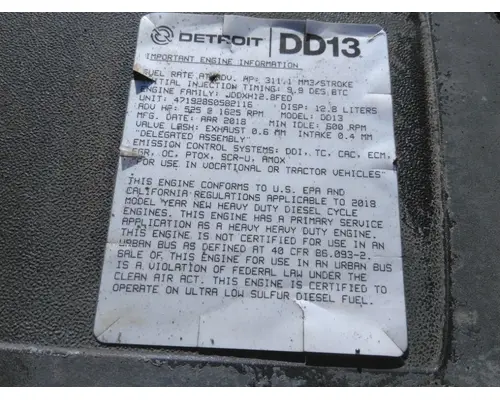 DETROIT DD13
IMPORTANT ENGINE INFORMATION
FUEL RATE AT ADV. AP: 311.1 MM3/STROKE
INITIAL INJECTION TIMING: 9.9 DEG BTC
ENGINE FAMILY: JDDXH12.8FED
UNIT: 471928S0582116 DISP: 12.8 LITERS
ADV HP: 525 @ 1625 RPM MODEL: DD13
MFG. DATE: APR 2018 MIN IDLE: 600 RPM
VALVE LASH: EXHAUST 0.6 MM INTAKE 0.4 MM
"DELEGATED ASSEMBLY"
EMISSION CONTROL SYSTEMS: DDI, TC, CAC, ECM,
EGR, OC, PTOX, SCR-U, AMOX
"FOR USE IN VOCATIONAL OR TRACTOR VEHICLES"
THIS ENGINE CONFORMS TO U.S. EPA AND
CALIFORNIA REGULATIONS APPLICABLE TO 2018
MODEL YEAR NEW HEAVY DUTY DIESEL CYCLE
ENGINES. THIS ENGINE HAS A PRIMARY SERVICE
APPLICATION AS A HEAVY HEAVY DUTY ENGINE.
THIS ENGINE IS NOT CERTIFIED FOR USE IN AN
URBAN BUS AS DEFINED AT 40 CFR 86.093-2.
SALE OF THIS ENGINE FOR USE IN AN URBAN BUS
IS A VIOLATION OF FEDERAL LAW UNDER THE
CLEAN AIR ACT. THIS ENGINE IS CERTIFIED TO
OPERATE ON ULTRA LOW SULFUR DIESEL FUEL.